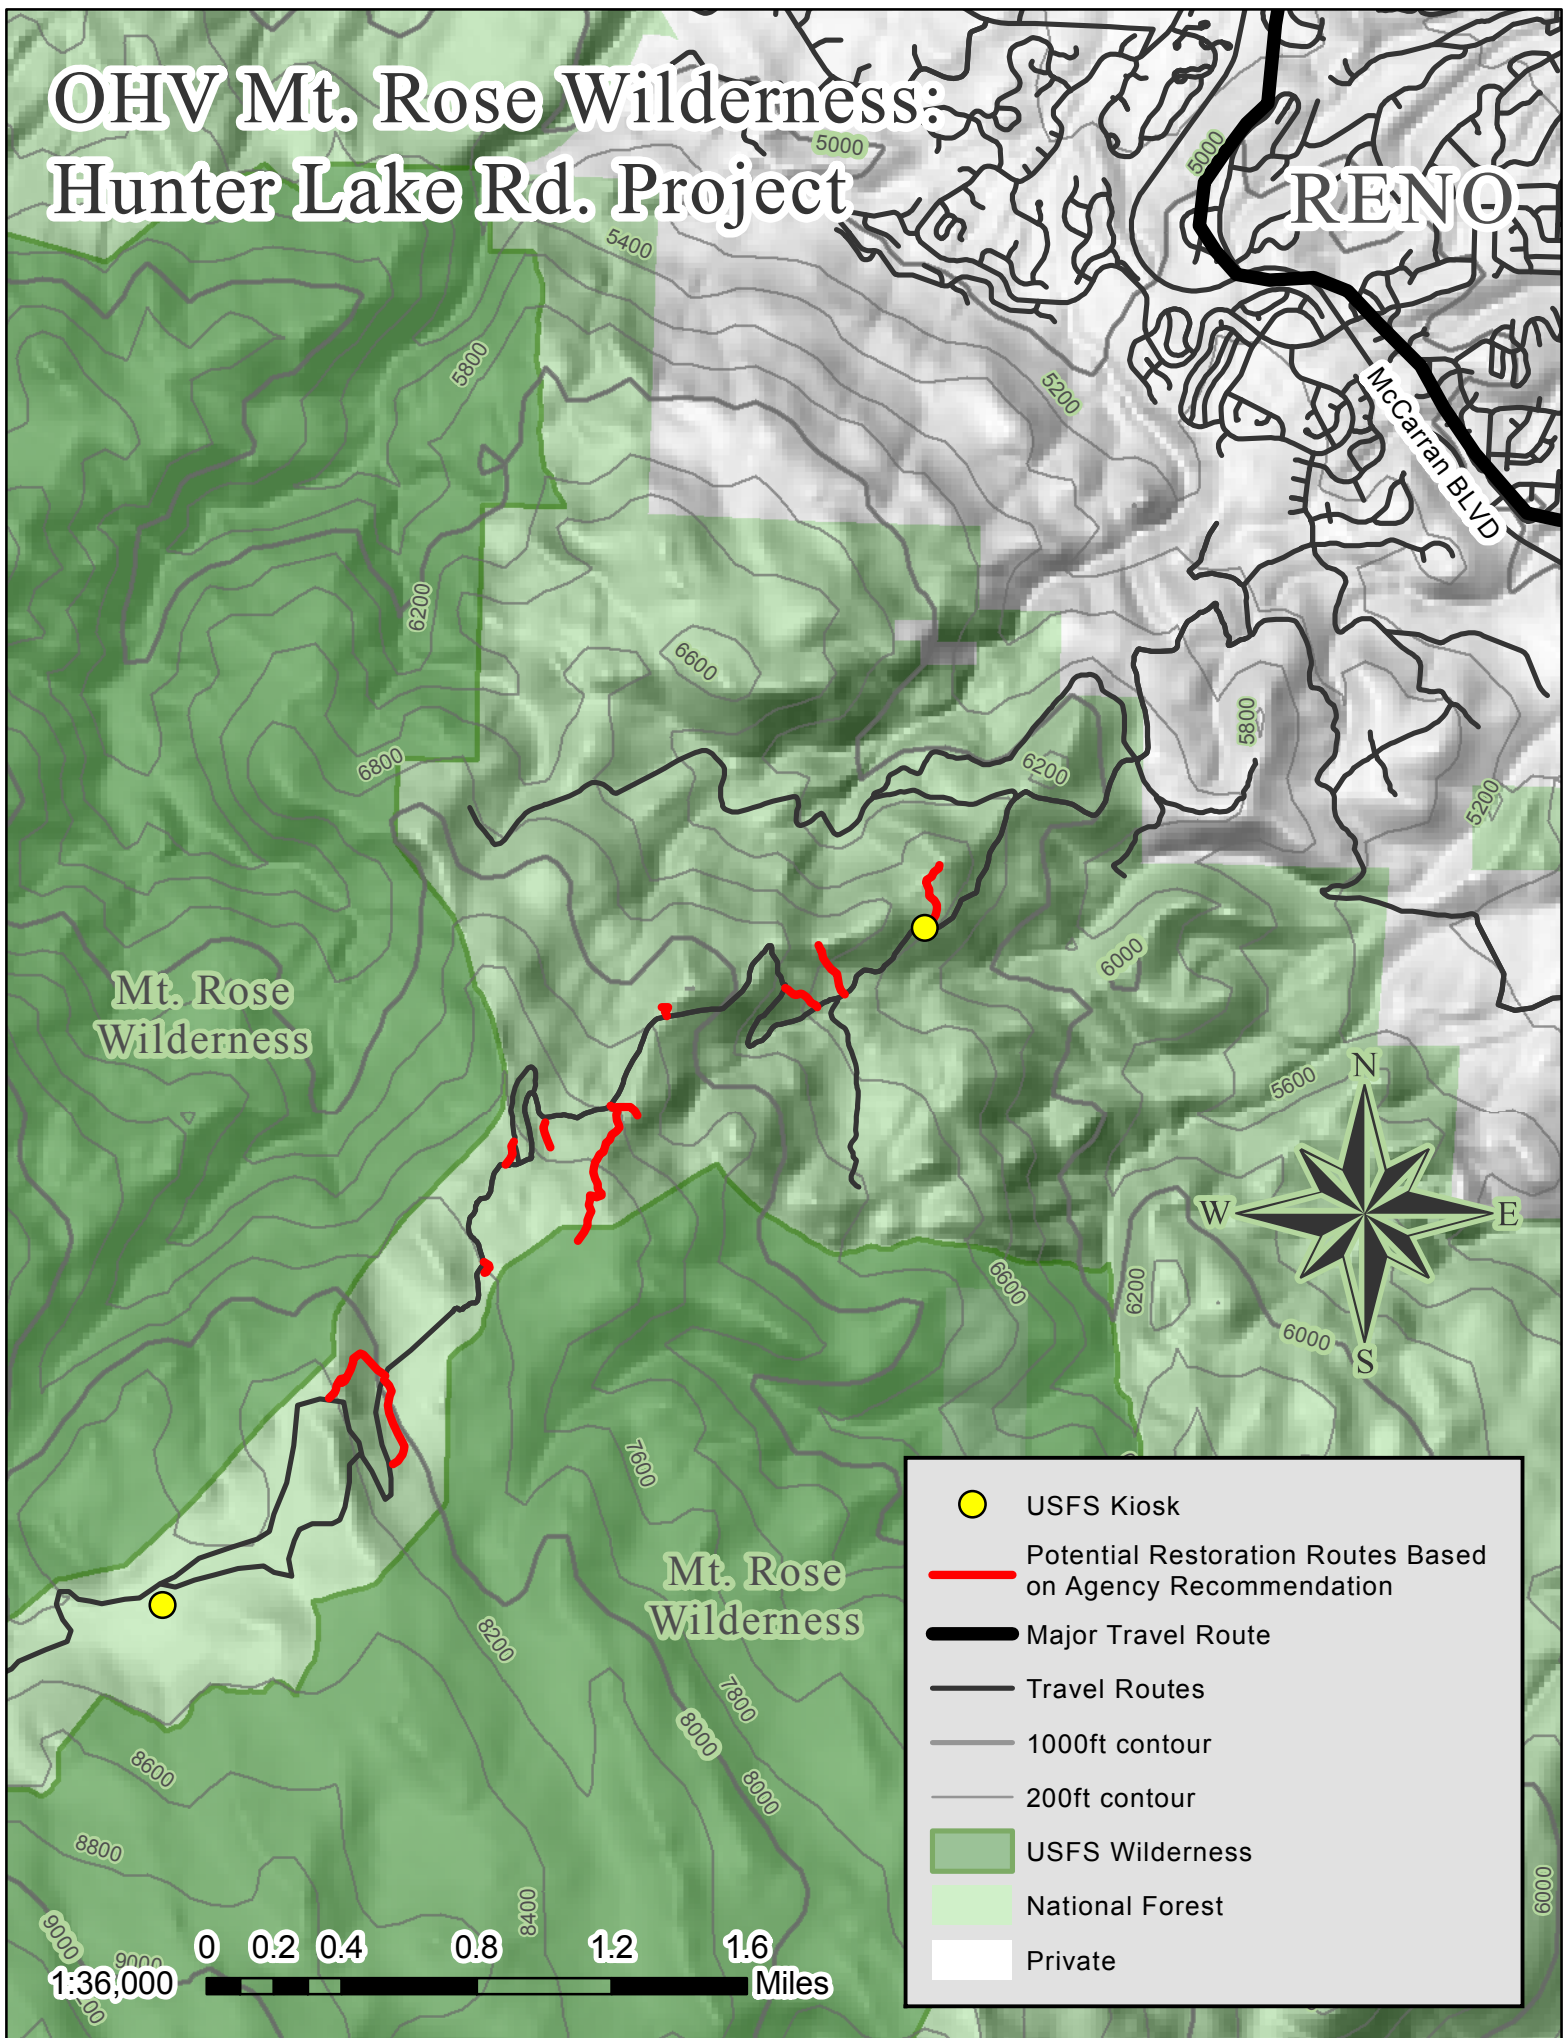 OHV Mt. Rose Wilderness:
Hunter Lake Rd. Project
RENO
5000
5000
5400
5800
5200
McCarran BLVD
6200
6600
6800
6200
5800
5200
6000
Mt. Rose
Wilderness
5600
N
W
E
S
6600
6200
6000
7600
Mt. Rose
Wilderness
8200
7800
8000
8000
8600
8800
8400
9000
9000
6000
USFS Kiosk
Potential Restoration Routes Based
on Agency Recommendation
Major Travel Route
Travel Routes
1000ft contour
200ft contour
USFS Wilderness
National Forest
Private
0 0.2 0.4 0.8 1.2 1.6
1:36,000
Miles